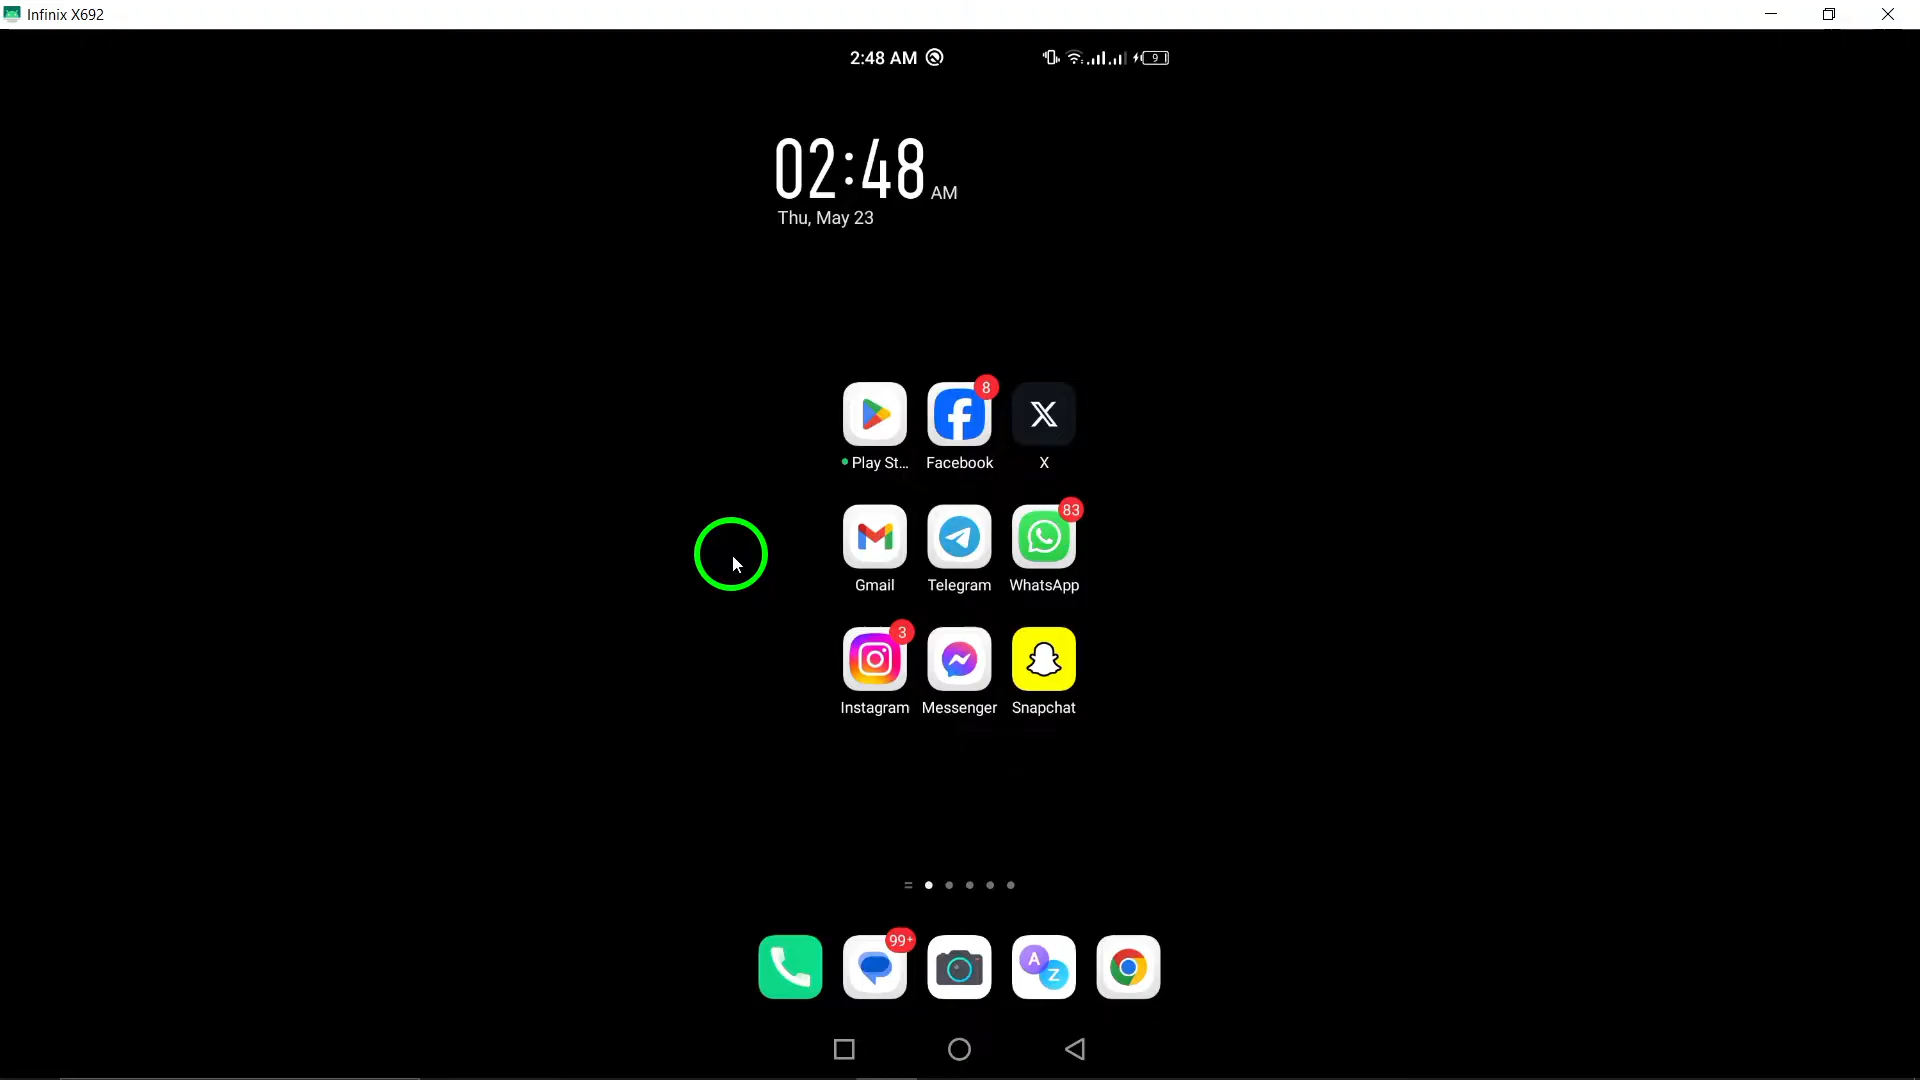 Infinix X692
2:48 AM
9
02:48 AM
Thu, May 23
8
Play St... Facebook X
83
Gmail Telegram WhatsApp
3
Instagram Messenger Snapchat
99+
A
Z